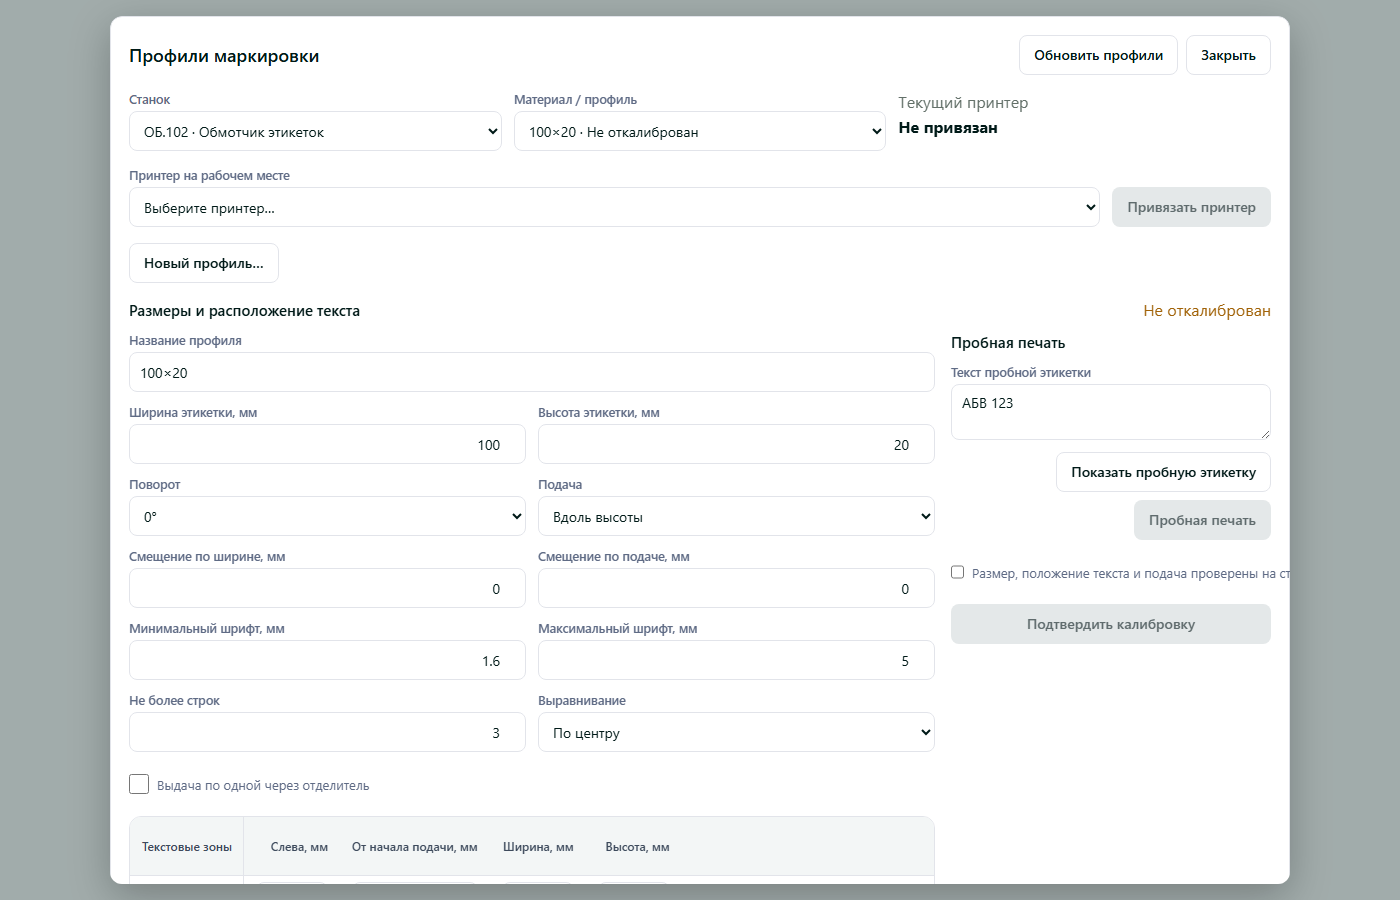 Профили маркировки
Обновить профили
Закрыть
Станок
Материал / профиль
Текущий принтер
ОБ.102 · Обмотчик этикеток
100×20 · Не откалиброван
Не привязан
Принтер на рабочем месте
Выберите принтер...
Привязать принтер
Новый профиль...
Размеры и расположение текста
Не откалиброван
Название профиля
100×20
Ширина этикетки, мм
Высота этикетки, мм
100
20
Поворот
Подача
0°
Вдоль высоты
Смещение по ширине, мм
Смещение по подаче, мм
0
0
Минимальный шрифт, мм
Максимальный шрифт, мм
1.6
5
Не более строк
Выравнивание
3
По центру
Выдача по одной через отделитель
Текстовые зоны
Слева, мм
От начала подачи, мм
Ширина, мм
Высота, мм
Пробная печать
Текст пробной этикетки
АБВ 123
Показать пробную этикетку
Пробная печать
Размер, положение текста и подача проверены на ст
Подтвердить калибровку